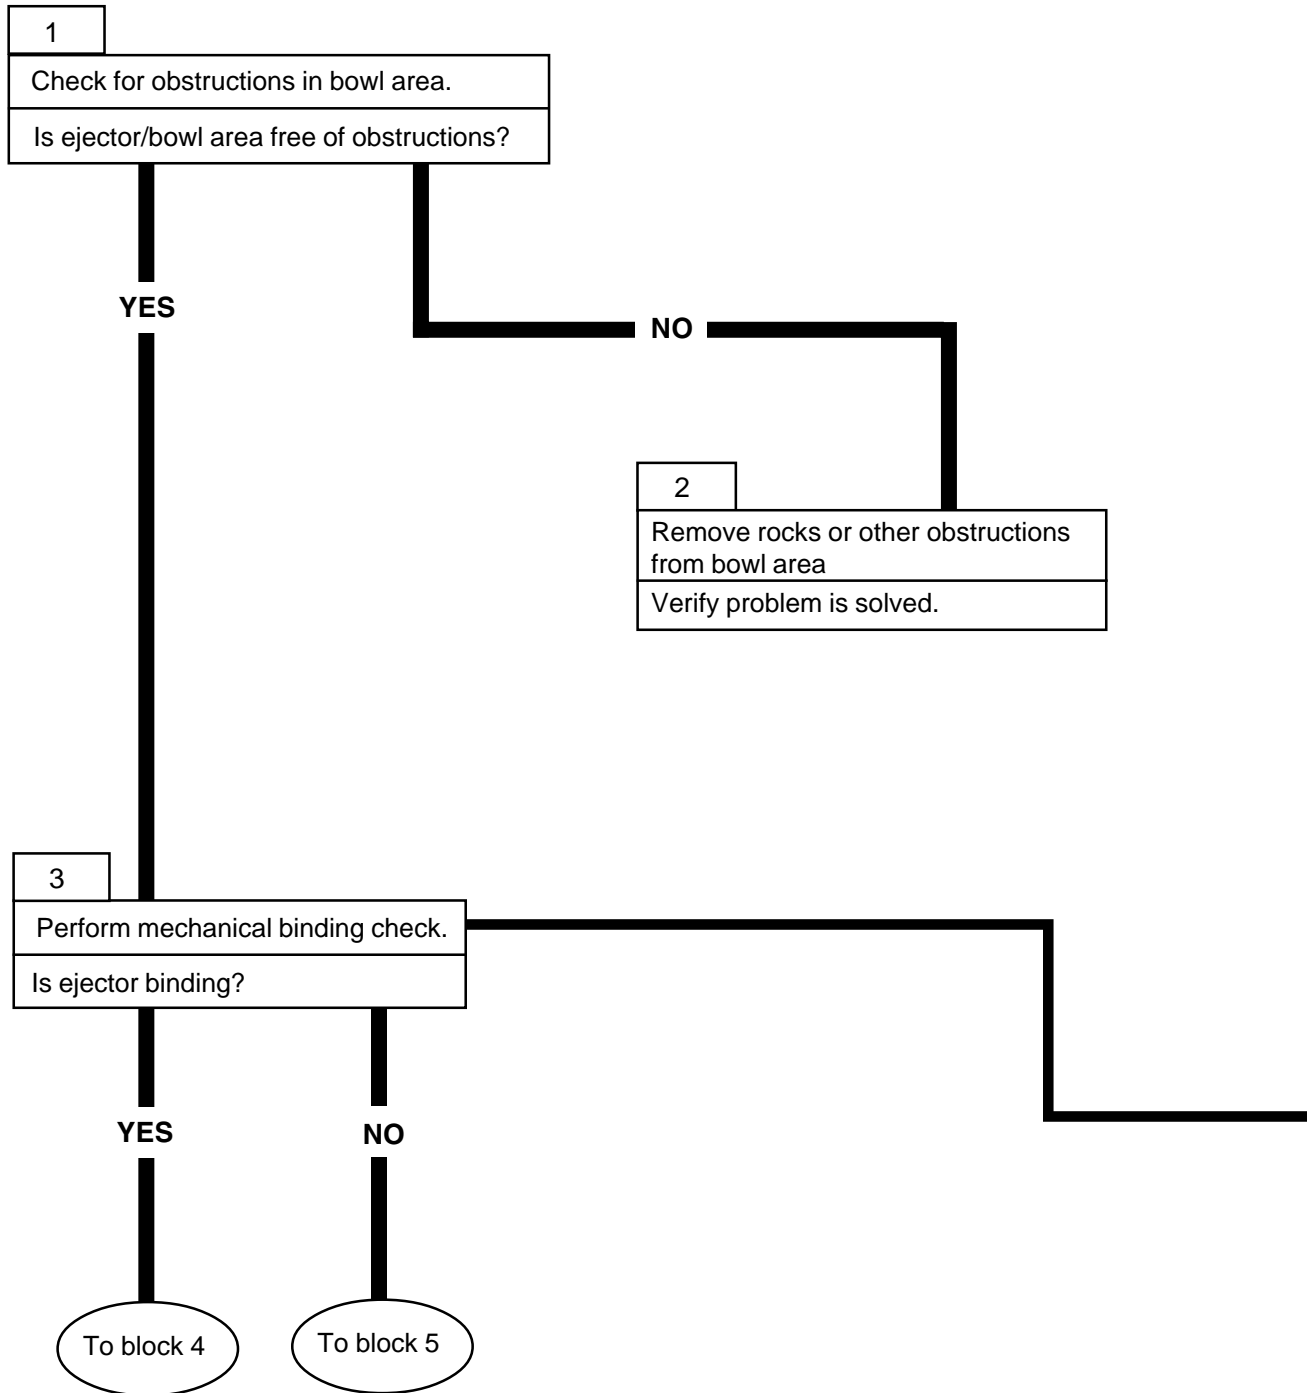 1
Check for obstructions in bowl area.
Is ejector/bowl area free of obstructions?
YES
NO
2
Remove rocks or other obstructions
from bowl area
Verify problem is solved.
3
Perform mechanical binding check.
Is ejector binding?
YES
NO
To block 4
To block 5